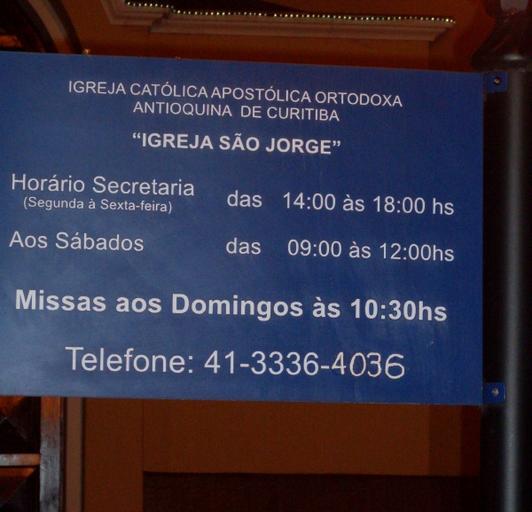 IGREJA CATÓLICA APOSTÓLICA ORTODOXA
ANTIOQUINA DE CURITIBA
“IGREJA SÃO JORGE”
Horário Secretaria das 14:00 às 18:00 hs
(Segunda à Sexta-feira)
Aos Sábados das 09:00 às 12:00hs
Missas aos Domingos às 10:30hs
Telefone: 41-3336-4036